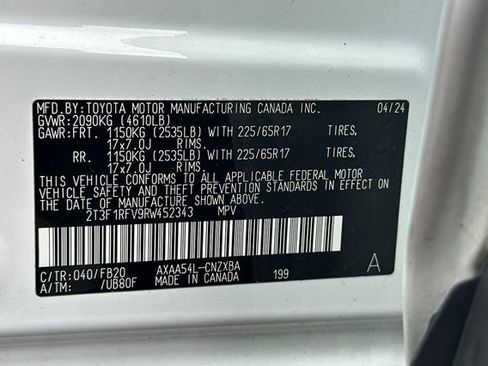 MFD.BY:TOYOTA MOTOR MANUFACTURING CANADA INC. 04/24
GVWR:2090KG (4610LB)
GAWR:FRT. 1150KG (2535LB) WITH 225/65R17 TIRES,
17x7.0J RIMS.
RR. 1150KG (2535LB) WITH 225/65R17 TIRES,
17x7.0J RIMS.
THIS VEHICLE CONFORMS TO ALL APPLICABLE FEDERAL MOTOR
VEHICLE SAFETY AND THEFT PREVENTION STANDARDS IN EFFECT
ON THE DATE OF MANUFACTURE SHOWN ABOVE.
2T3F1RFV9RW452343 MPV
C/TR:040/FB20 AXAA54L-CNZXBA 199 A
A/TM: /UB80F MADE IN CANADA